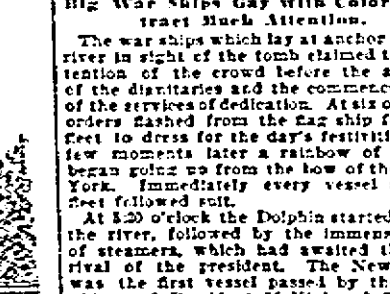 Big War Ships Gay With Color
tract Much Attention.
The war ships which lay at anchor
river in sight of the tomb claimed t
tention of the crowd before the a
of the dignitaries and the commenc
of the services of dedication. At six o
orders flashed from the flag ship f
fleet to dress for the day's festiviti
few moments later a rainbow of
began going up from the bow of th
York. Immediately every vessel
fleet followed suit.
At 8:20 o'clock the Dolphin started
the river, followed by the immens
of steamers, which had awaited t
rival of the president. The New
was the first vessel passed by th